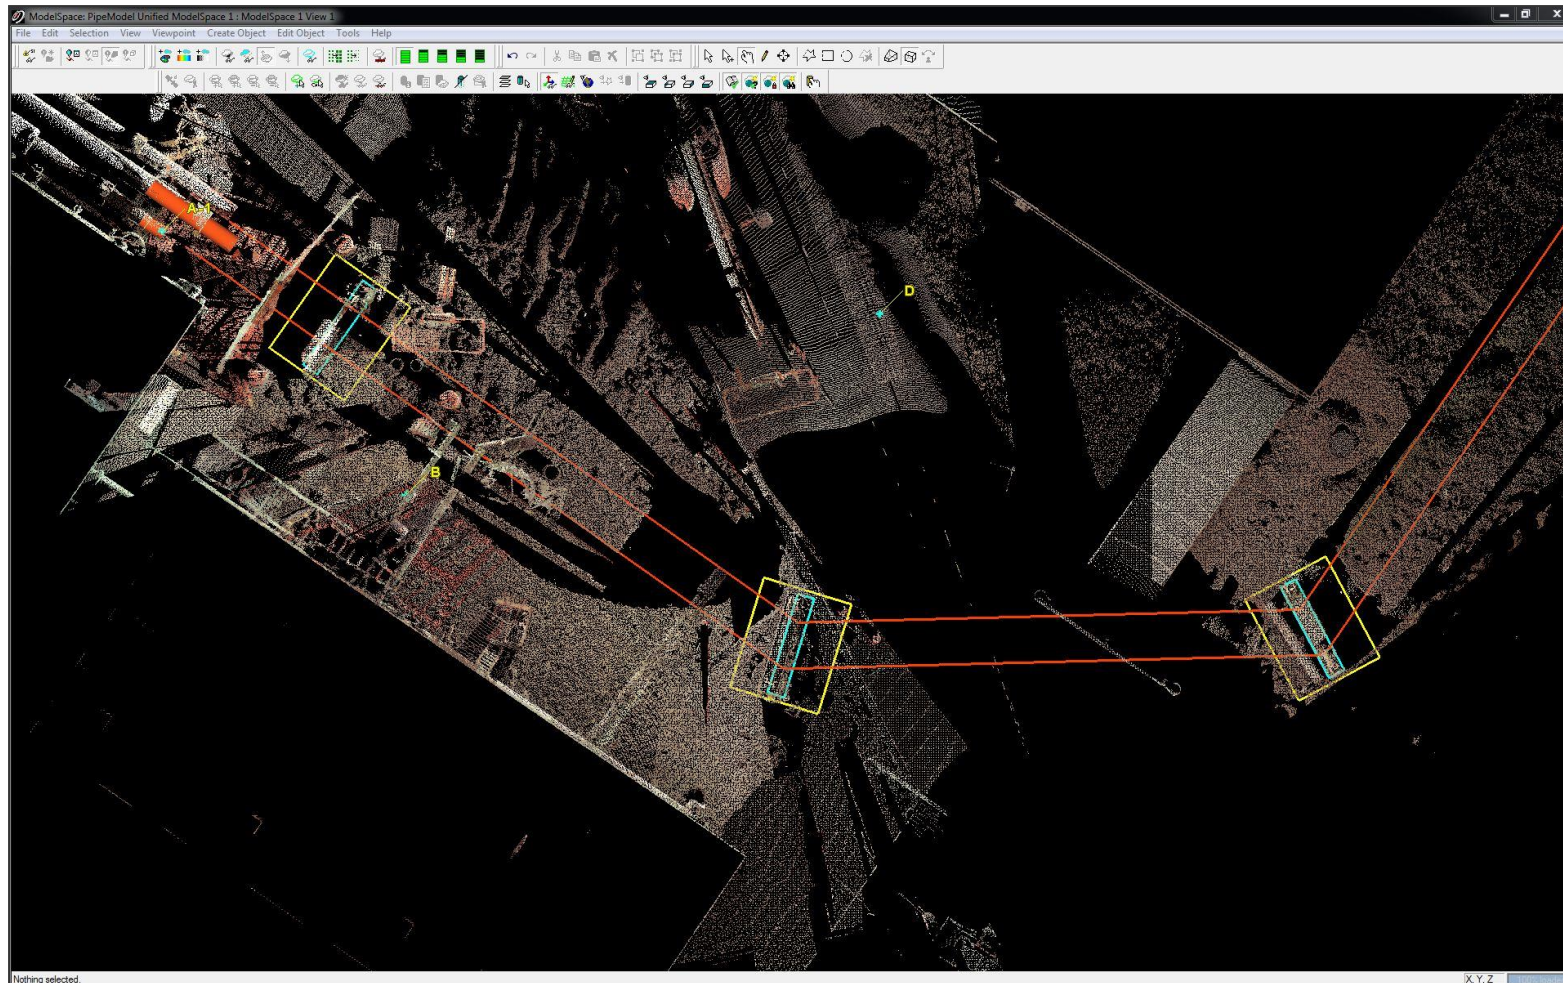 ModelSpace: PipeModel Unified ModelSpace 1 : ModelSpace 1 View 1
File Edit Selection View Viewpoint Create Object Edit Object Tools Help
A-1
D
B
Nothing selected.
X, Y, Z